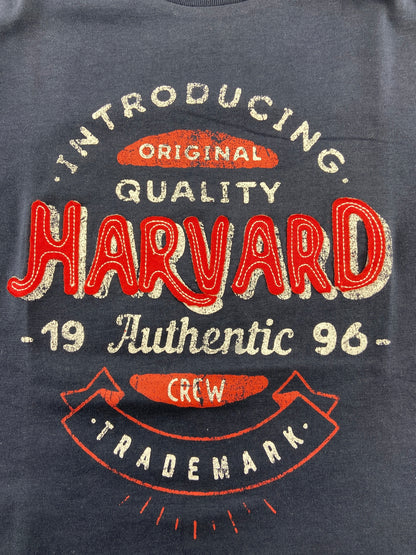 ·INTRODUCING·
ORIGINAL
QUALITY
HARVARD
-19 Authentic 96-
CREW
·TRADEMARK·